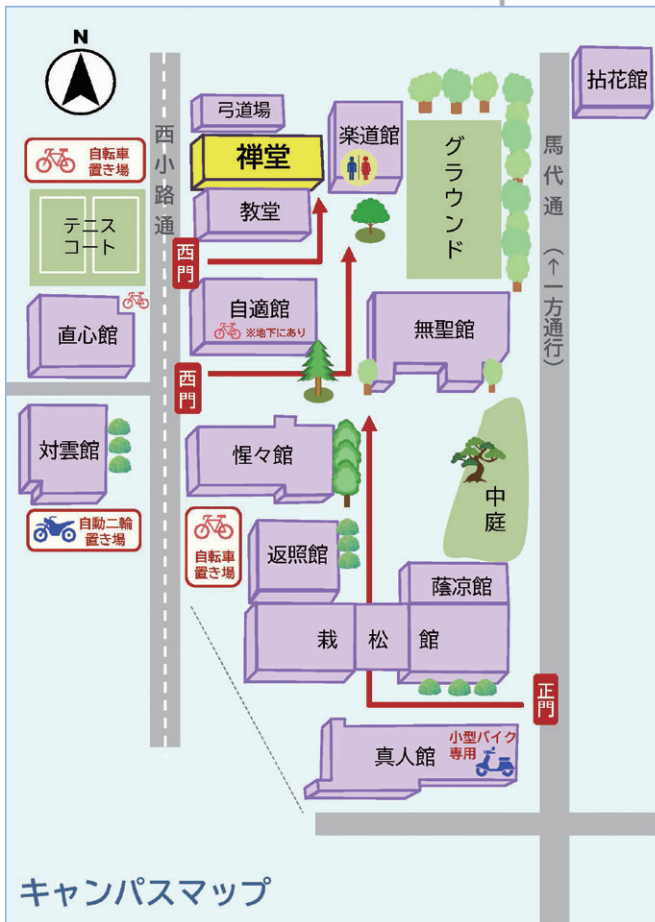 N
拈花館
弓道場
西小路通
馬代通 (↑一方通行)
自転車
置き場
禅堂
楽道館
グラウンド
教堂
テニス
コート
西門
自適館
※地下にあり
無聖館
直心館
西門
対雲館
惺々館
中庭
自動二輪
置き場
自転車
置き場
返照館
蔭凉館
栽松館
正門
真人館
小型バイク
専用
キャンパスマップ